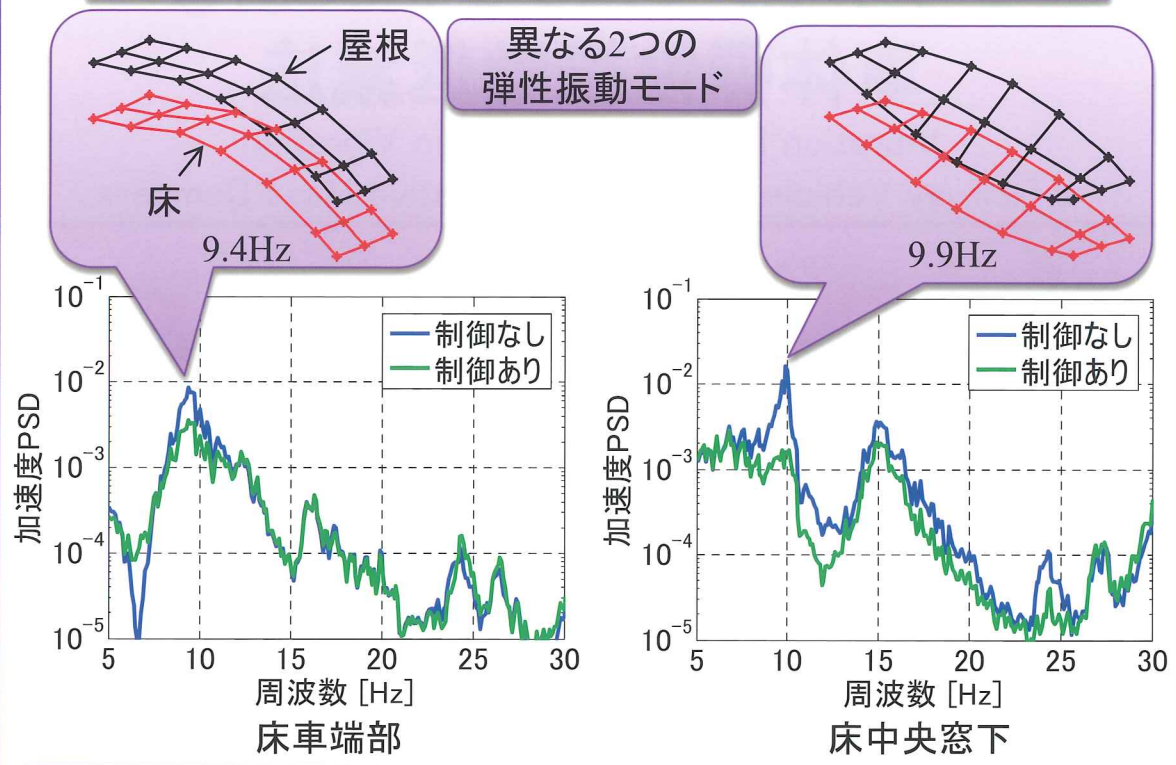 屋根
床
9.4Hz
異なる2つの
弾性振動モード
9.9Hz
10⁻¹
10⁻²
10⁻³
10⁻⁴
10⁻⁵
加速度PSD
制御なし
制御あり
5 10 15 20 25 30
周波数 [Hz]
床車端部
10⁻¹
10⁻²
10⁻³
10⁻⁴
10⁻⁵
加速度PSD
制御なし
制御あり
5 10 15 20 25 30
周波数 [Hz]
床中央窓下